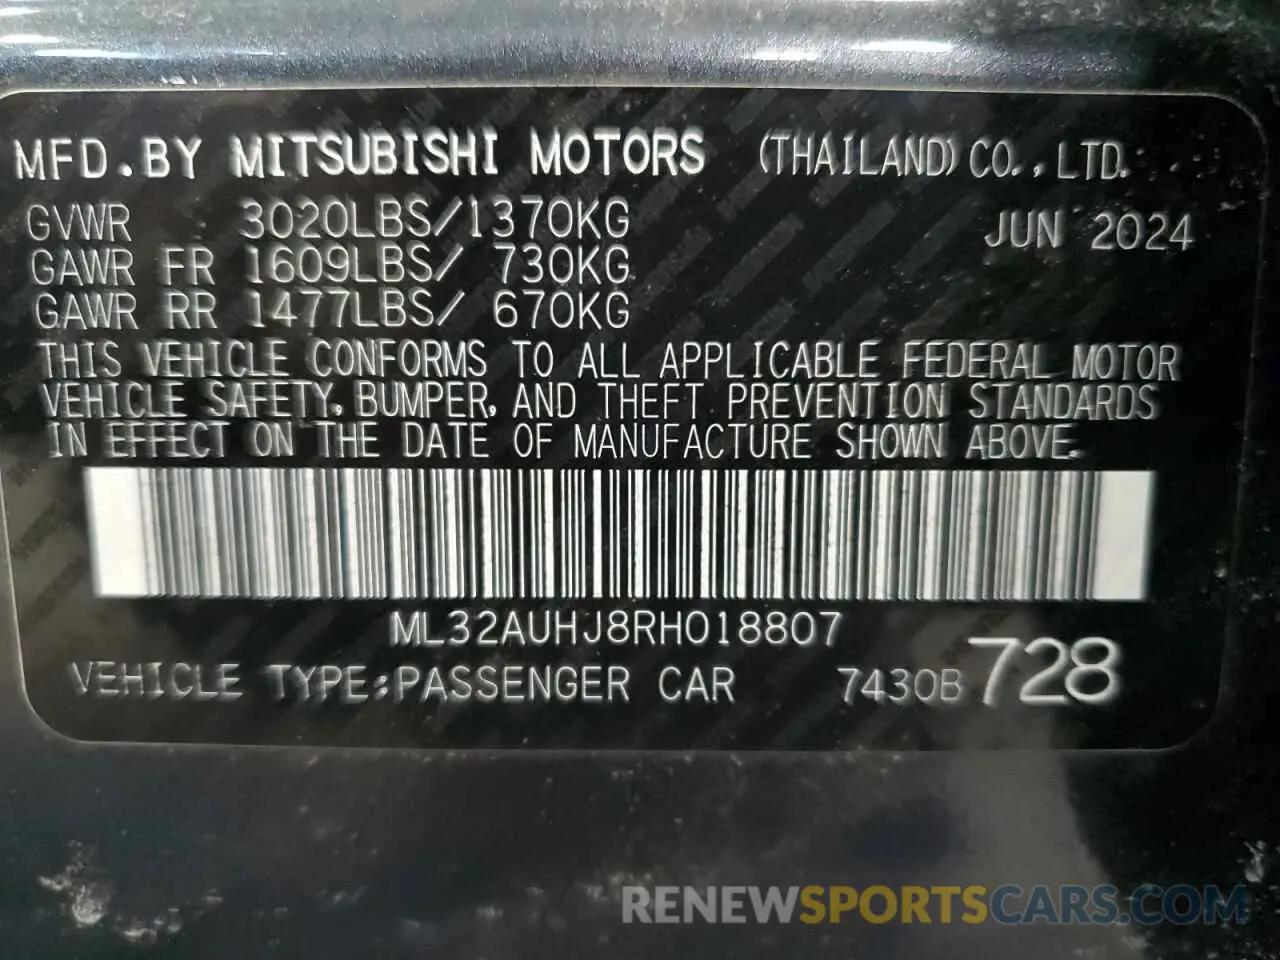 MFD.BY MITSUBISHI MOTORS (THAILAND) CO.,LTD.
GVWR 3020LBS/1370KG JUN 2024
GAWR FR 1609LBS/ 730KG
GAWR RR 1477LBS/ 670KG
THIS VEHICLE CONFORMS TO ALL APPLICABLE FEDERAL MOTOR
VEHICLE SAFETY, BUMPER, AND THEFT PREVENTION STANDARDS
IN EFFECT ON THE DATE OF MANUFACTURE SHOWN ABOVE.
ML32AUHJ8RH018807
VEHICLE TYPE:PASSENGER CAR 7430B 728
RENEWSPORTSCARS.COM